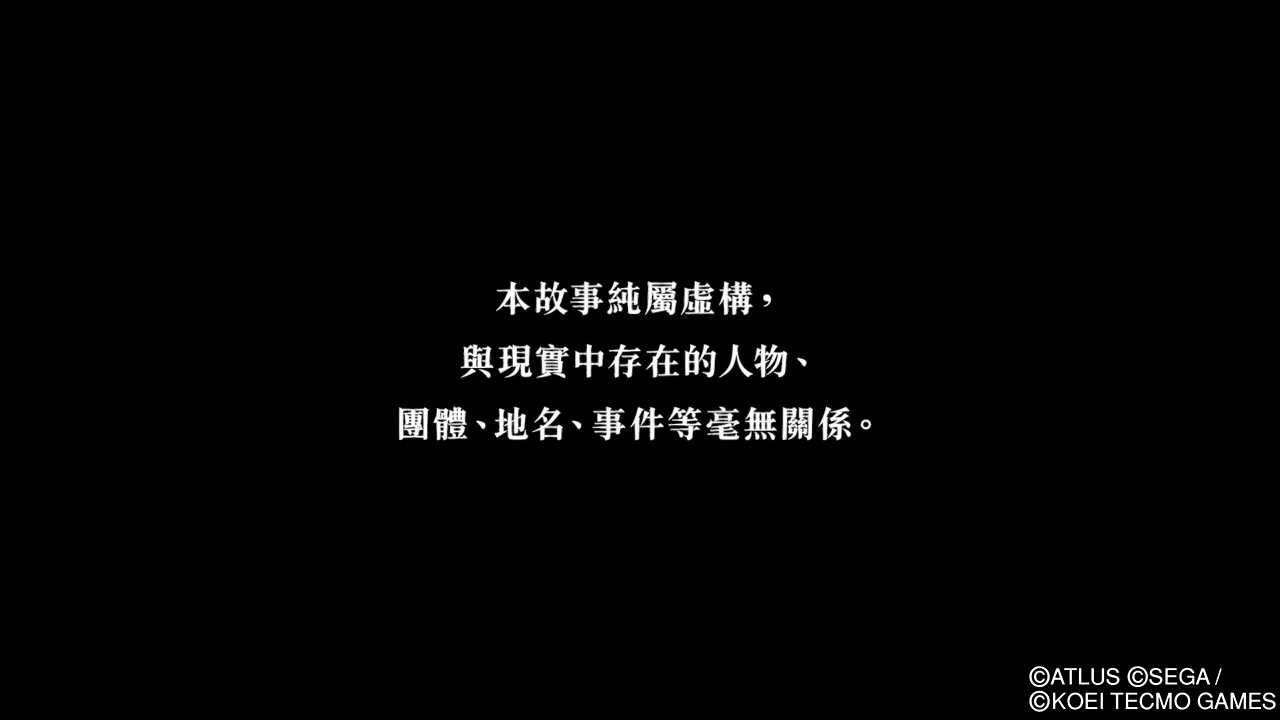 本故事純屬虛構，
與現實中存在的人物、
團體、地名、事件等毫無關係。
©ATLUS ©SEGA /
©KOEI TECMO GAMES